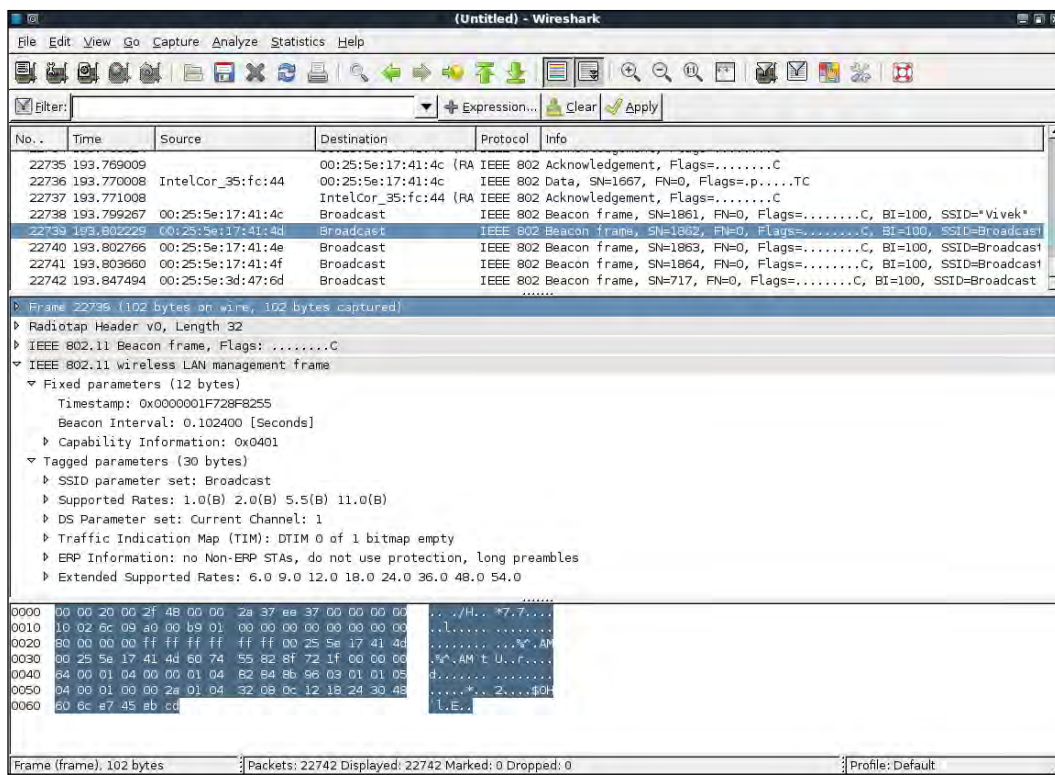 (Untitled) - Wireshark
File Edit View Go Capture Analyze Statistics Help
Filter: Expression... Clear Apply
No. . Time Source Destination Protocol Info
22735 193.769009 00:25:5e:17:41:4c (RA IEEE 802 Acknowledgement, Flags=........C
22736 193.770008 IntelCor_35:fc:44 00:25:5e:17:41:4c IEEE 802 Data, SN=1667, FN=0, Flags=.p.....TC
22737 193.771008 IntelCor_35:fc:44 (RA IEEE 802 Acknowledgement, Flags=........C
22738 193.799267 00:25:5e:17:41:4c Broadcast IEEE 802 Beacon frame, SN=1861, FN=0, Flags=........C, BI=100, SSID="Vivek"
22739 193.802229 00:25:5e:17:41:4d Broadcast IEEE 802 Beacon frame, SN=1862, FN=0, Flags=........C, BI=100, SSID=Broadcast
22740 193.802766 00:25:5e:17:41:4e Broadcast IEEE 802 Beacon frame, SN=1863, FN=0, Flags=........C, BI=100, SSID=Broadcast
22741 193.803660 00:25:5e:17:41:4f Broadcast IEEE 802 Beacon frame, SN=1864, FN=0, Flags=........C, BI=100, SSID=Broadcast
22742 193.847494 00:25:5e:3d:47:6d Broadcast IEEE 802 Beacon frame, SN=717, FN=0, Flags=........C, BI=100, SSID=Broadcast
Frame 22739 (102 bytes on wire, 102 bytes captured)
Radiotap Header v0, Length 32
IEEE 802.11 Beacon frame, Flags: ........C
IEEE 802.11 wireless LAN management frame
Fixed parameters (12 bytes)
Timestamp: 0x0000001F728F8255
Beacon Interval: 0.102400 [Seconds]
Capability Information: 0x0401
Tagged parameters (30 bytes)
SSID parameter set: Broadcast
Supported Rates: 1.0(B) 2.0(B) 5.5(B) 11.0(B)
DS Parameter set: Current Channel: 1
Traffic Indication Map (TIM): DTIM 0 of 1 bitmap empty
ERP Information: no Non-ERP STAs, do not use protection, long preambles
Extended Supported Rates: 6.0 9.0 12.0 18.0 24.0 36.0 48.0 54.0
0000 00 00 20 00 2f 48 00 00 2a 37 ee 37 00 00 00 00 .. ./H.. *7.7....
0010 10 02 6c 09 a0 00 b9 01 00 00 00 00 00 00 00 00 ..l..... ........
0020 80 00 00 00 ff ff ff ff ff ff 00 25 5e 17 41 4d ........ ...%^.AM
0030 00 25 5e 17 41 4d 60 74 55 82 8f 72 1f 00 00 00 .%^.AM`t U..r....
0040 64 00 01 04 00 00 01 04 82 84 8b 96 03 01 01 05 d....... ........
0050 04 00 01 00 00 2a 01 04 32 08 0c 12 18 24 30 48 .....*.. 2....$0H
0060 60 6c e7 45 eb cd `l.E..
Frame (frame), 102 bytes Packets: 22742 Displayed: 22742 Marked: 0 Dropped: 0 Profile: Default